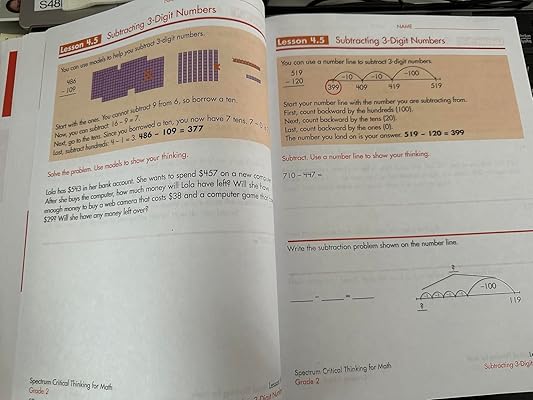 S48
Lesson 4.5 Subtracting 3-Digit Numbers
You can use models to help you subtract 3-digit numbers.
486
− 109
Start with the ones. You cannot subtract 9 from 6, so borrow a ten.
Now, you can subtract: 16 − 9 = 7.
Next, go to the tens. Since you borrowed a ten, you now have 7 tens. 7 − 0
Last, subtract hundreds: 4 − 1 = 3. 486 − 109 = 377
Solve the problem. Use models to show your thinking.
Lola has $543 in her bank account. She wants to spend $457 on a new
After she buys the computer, how much money will Lola have left? Will she
enough money to buy a web camera that costs $38 and a computer game
$29? Will she have any money left over?
Spectrum Critical Thinking for Math
Grade 2
Lesson
NAME
Lesson 4.5 Subtracting 3-Digit Numbers
You can use a number line to subtract 3-digit numbers.
519
− 120
−10 −10 −100
399 409 419 519
Start your number line with the number you are subtracting from.
First, count backward by the hundreds (100).
Next, count backward by the tens (20).
Last, count backward by the ones (0).
The number you land on is your answer. 519 − 120 = 399
Subtract. Use a number line to show your thinking.
710 − 447 =
Write the subtraction problem shown on the number line.
?
−100
___ − ___ = ___
119
?
Spectrum Critical Thinking for Math
Grade 2
Subtracting 3-Digit